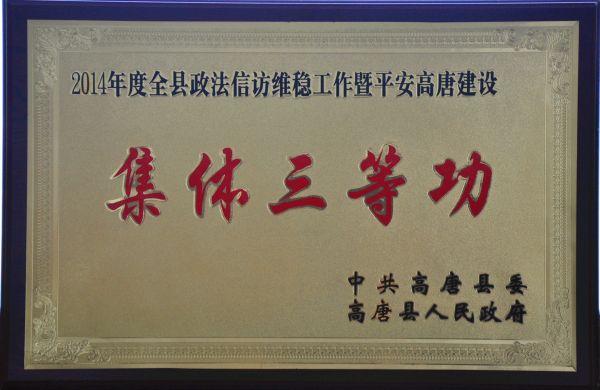 2014年度全县政法信访维稳工作暨平安高唐建设
集体三等功
中共高唐县委
高唐县人民政府